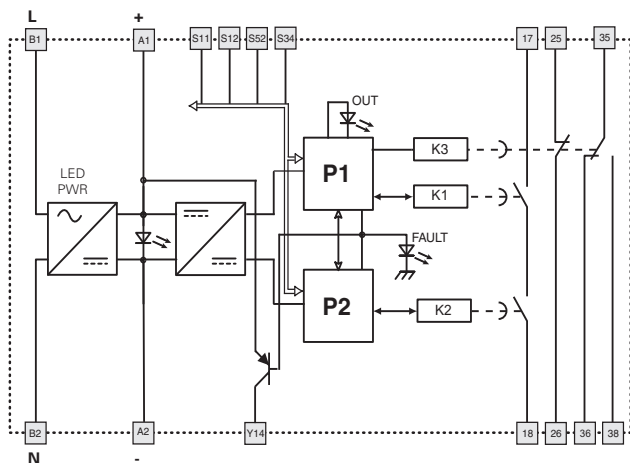 L +
B1 A1 S11 S12 S52 S34 17 25 35
OUT
P1 K3
K1
LED
PWR
FAULT
P2 K2
B2 A2 Y14 18 26 36 38
N -